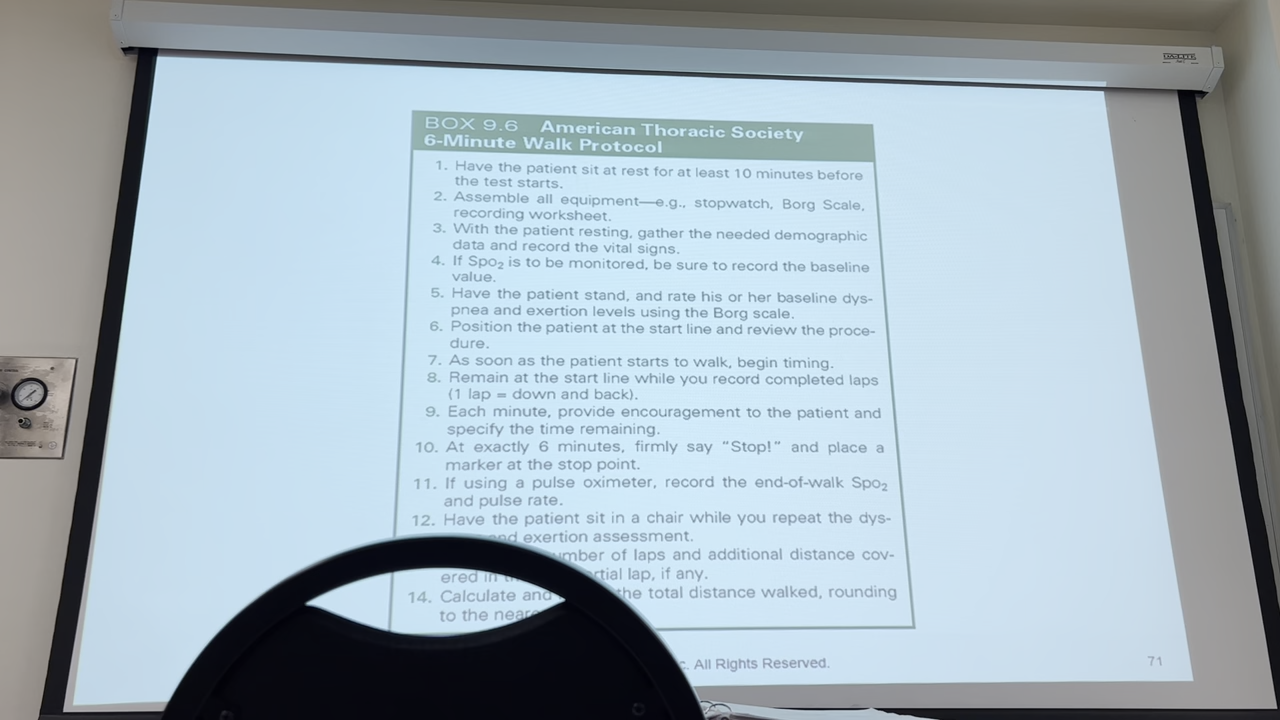 DA-LITE
BOX 9.6 American Thoracic Society
6-Minute Walk Protocol
1. Have the patient sit at rest for at least 10 minutes before
the test starts.
2. Assemble all equipment—e.g., stopwatch, Borg Scale,
recording worksheet.
3. With the patient resting, gather the needed demographic
data and record the vital signs.
4. If Spo₂ is to be monitored, be sure to record the baseline
value.
5. Have the patient stand, and rate his or her baseline dys-
pnea and exertion levels using the Borg scale.
6. Position the patient at the start line and review the proce-
dure.
7. As soon as the patient starts to walk, begin timing.
8. Remain at the start line while you record completed laps
(1 lap = down and back).
9. Each minute, provide encouragement to the patient and
specify the time remaining.
10. At exactly 6 minutes, firmly say "Stop!" and place a
marker at the stop point.
11. If using a pulse oximeter, record the end-of-walk Spo₂
and pulse rate.
12. Have the patient sit in a chair while you repeat the dys-
and exertion assessment.
of laps and additional distance cov-
ered in lap, if any.
14. Calculate and the total distance walked, rounding
to the
All Rights Reserved.
71